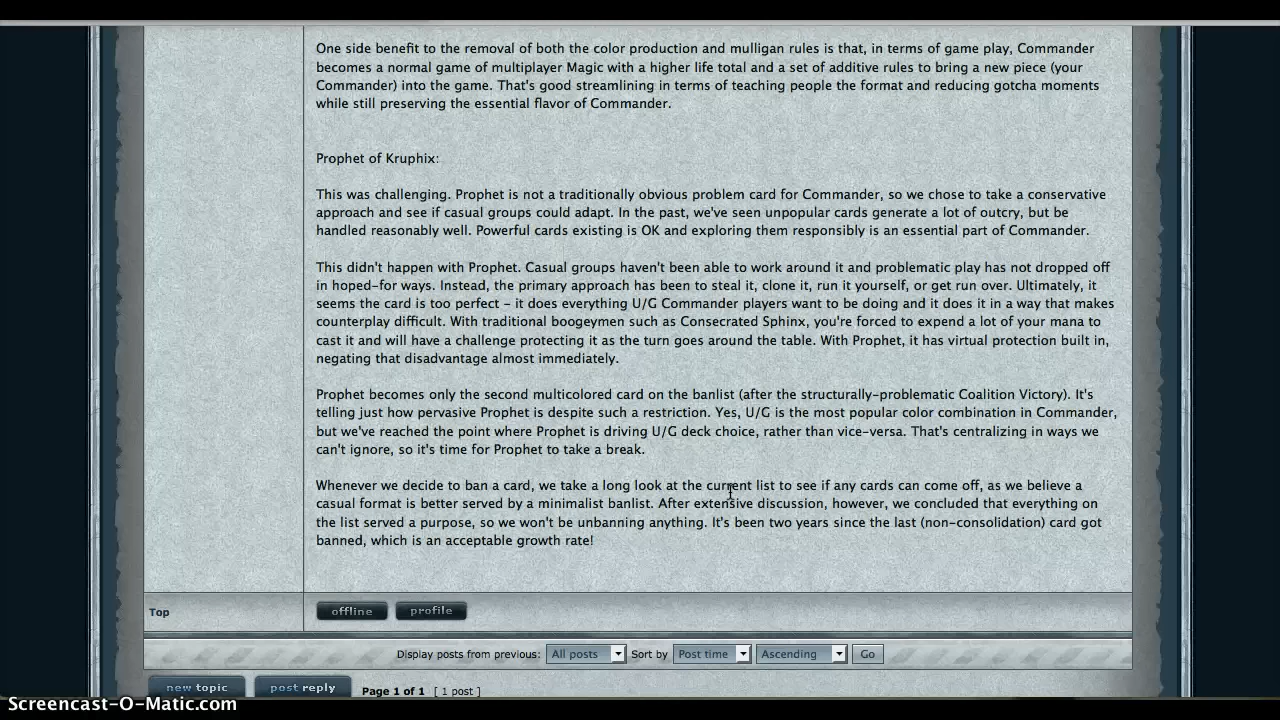 One side benefit to the removal of both the color production and mulligan rules is that, in terms of game play, Commander
becomes a normal game of multiplayer Magic with a higher life total and a set of additive rules to bring a new piece (your
Commander) into the game. That's good streamlining in terms of teaching people the format and reducing gotcha moments
while still preserving the essential flavor of Commander.
Prophet of Kruphix:
This was challenging. Prophet is not a traditionally obvious problem card for Commander, so we chose to take a conservative
approach and see if casual groups could adapt. In the past, we've seen unpopular cards generate a lot of outcry, but be
handled reasonably well. Powerful cards existing is OK and exploring them responsibly is an essential part of Commander.
This didn't happen with Prophet. Casual groups haven't been able to work around it and problematic play has not dropped off
in hoped-for ways. Instead, the primary approach has been to steal it, clone it, run it yourself, or get run over. Ultimately, it
seems the card is too perfect - it does everything U/G Commander players want to be doing and it does it in a way that makes
counterplay difficult. With traditional boogeymen such as Consecrated Sphinx, you're forced to expend a lot of your mana to
cast it and will have a challenge protecting it as the turn goes around the table. With Prophet, it has virtual protection built in,
negating that disadvantage almost immediately.
Prophet becomes only the second multicolored card on the banlist (after the structurally-problematic Coalition Victory). It's
telling just how pervasive Prophet is despite such a restriction. Yes, U/G is the most popular color combination in Commander,
but we've reached the point where Prophet is driving U/G deck choice, rather than vice-versa. That's centralizing in ways we
can't ignore, so it's time for Prophet to take a break.
Whenever we decide to ban a card, we take a long look at the current list to see if any cards can come off, as we believe a
casual format is better served by a minimalist banlist. After extensive discussion, however, we concluded that everything on
the list served a purpose, so we won't be unbanning anything. It's been two years since the last (non-consolidation) card got
banned, which is an acceptable growth rate!
Top offline profile
Display posts from previous: All posts Sort by Post time Ascending Go
new topic post reply Page 1 of 1 [ 1 post ]
Screencast-O-Matic.com